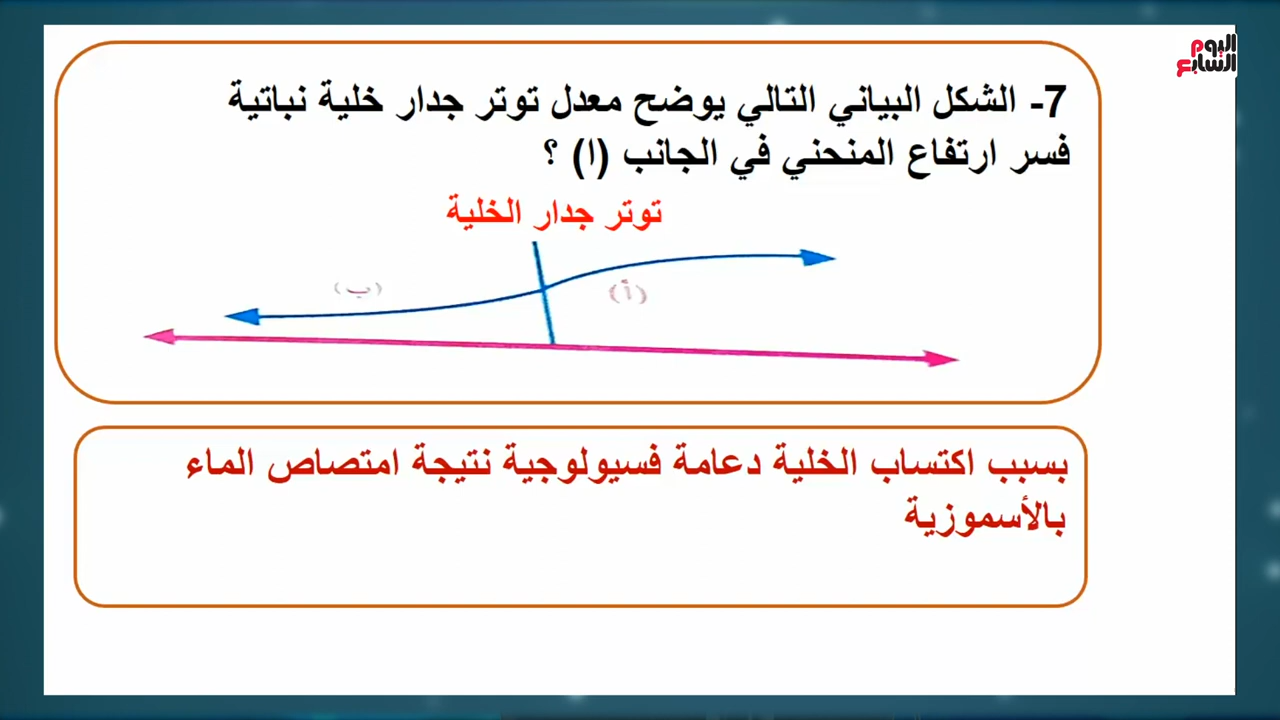 اليوم
السابع
7- الشكل البياني التالي يوضح معدل توتر جدار خلية نباتية
فسر ارتفاع المنحني في الجانب (ا) ؟
توتر جدار الخلية
(أ)
(ب)
بسبب اكتساب الخلية دعامة فسيولوجية نتيجة امتصاص الماء
بالأسموزية